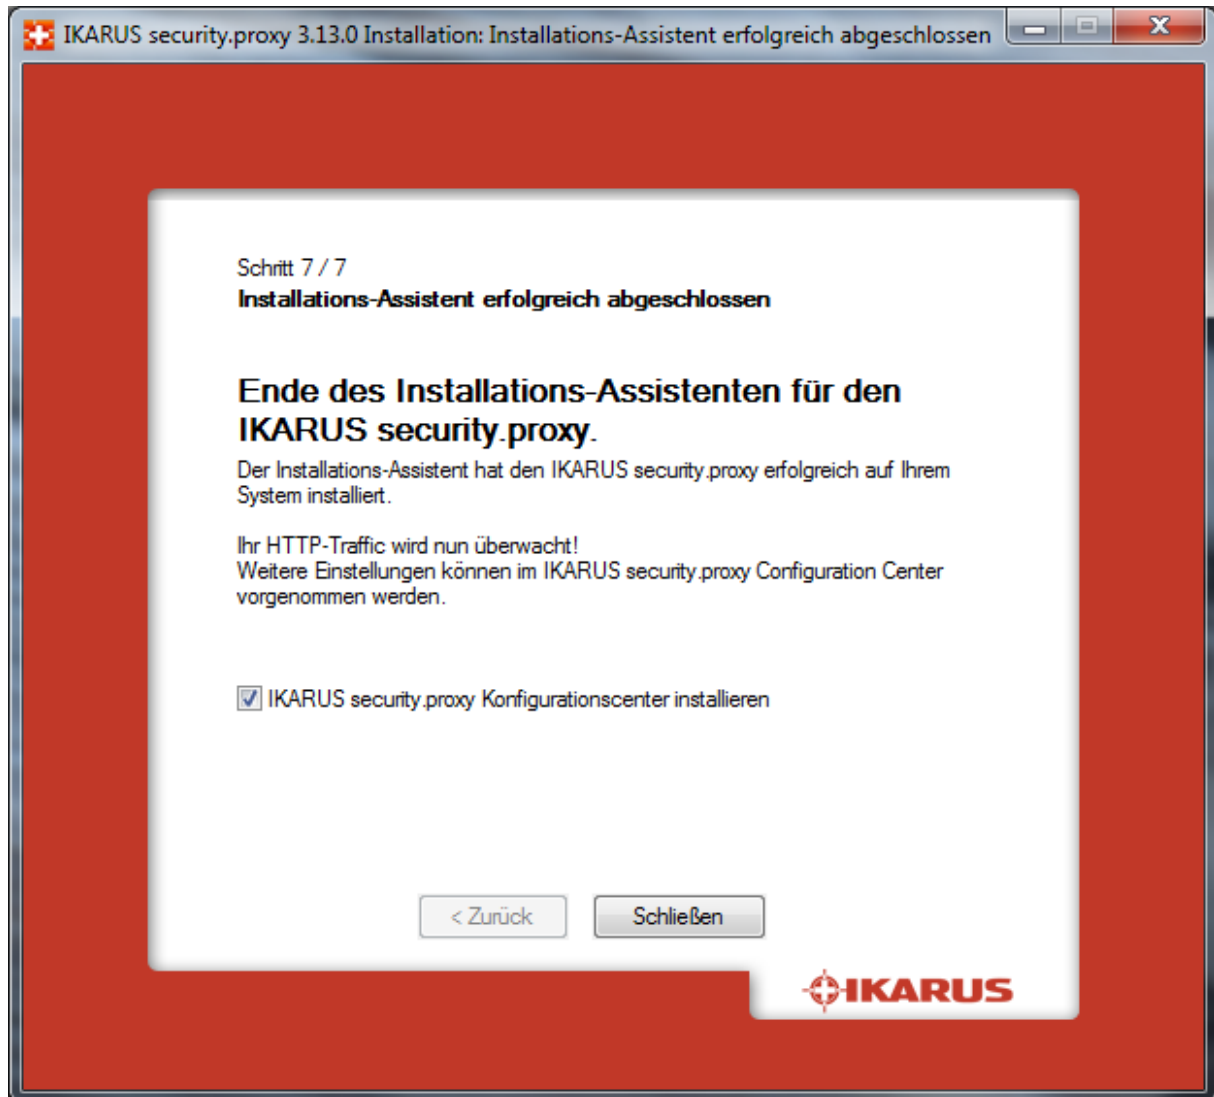 IKARUS security.proxy 3.13.0 Installation: Installations-Assistent erfolgreich abgeschlossen
Schritt 7 / 7
Installations-Assistent erfolgreich abgeschlossen
Ende des Installations-Assistenten für den
IKARUS security.proxy.
Der Installations-Assistent hat den IKARUS security.proxy erfolgreich auf Ihrem
System installiert.
Ihr HTTP-Traffic wird nun überwacht!
Weitere Einstellungen können im IKARUS security.proxy Configuration Center
vorgenommen werden.
IKARUS security.proxy Konfigurationscenter installieren
< Zurück
Schließen
IKARUS